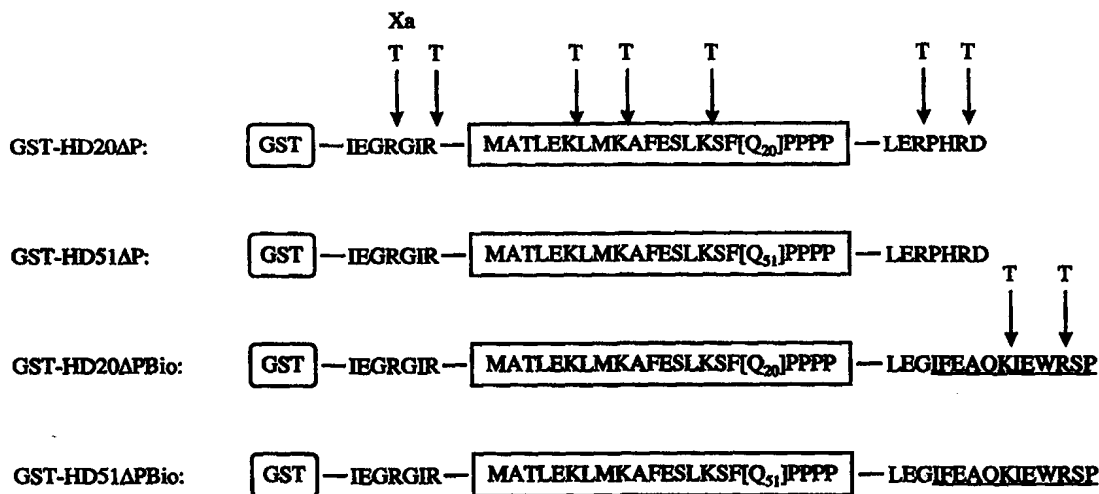 Xa
T T T T T T T
GST-HD20ΔP: GST IEGRGIR MATLEKLMKAFESLKSF[Q20]PPPP LERPHRD
GST-HD51ΔP: GST IEGRGIR MATLEKLMKAFESLKSF[Q51]PPPP LERPHRD
T T
GST-HD20ΔPBio: GST IEGRGIR MATLEKLMKAFESLKSF[Q20]PPPP LEGIFEAQKIEWRSP
GST-HD51ΔPBio: GST IEGRGIR MATLEKLMKAFESLKSF[Q51]PPPP LEGIFEAQKIEWRSP